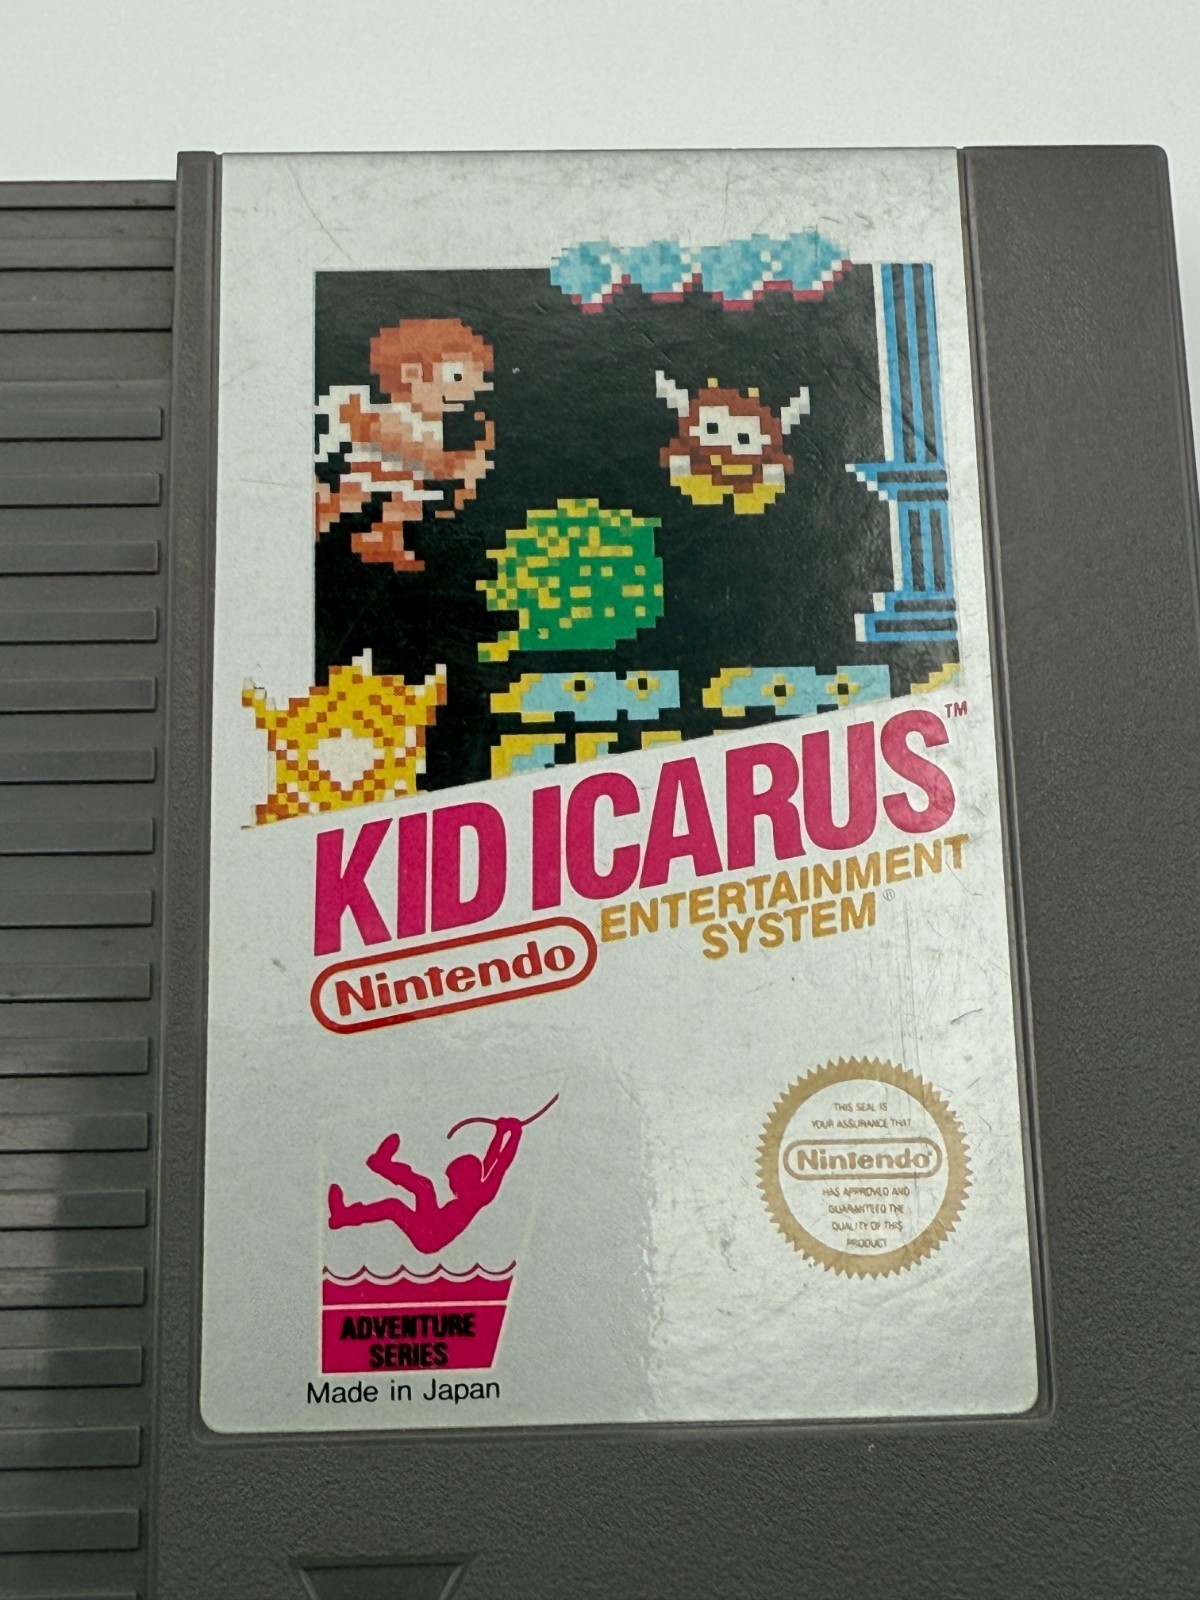 KID ICARUS™
ENTERTAINMENT
SYSTEM®
Nintendo
THIS SEAL IS
YOUR ASSURANCE THAT
Nintendo
HAS APPROVED AND
GUARANTEED THE
QUALITY OF THIS
PRODUCT
ADVENTURE
SERIES
Made in Japan